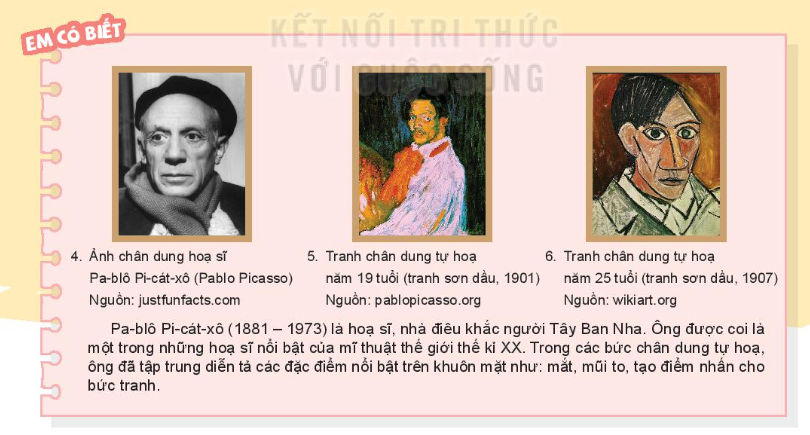 EM CÓ BIẾT
KẾT NỐI TRI THỨC
VỚI CUỘC SỐNG
4. Ảnh chân dung hoạ sĩ
Pa-blô Pi-cát-xô (Pablo Picasso)
Nguồn: justfunfacts.com
5. Tranh chân dung tự hoạ
năm 19 tuổi (tranh sơn dầu, 1901)
Nguồn: pablopicasso.org
6. Tranh chân dung tự hoạ
năm 25 tuổi (tranh sơn dầu, 1907)
Nguồn: wikiart.org
Pa-blô Pi-cát-xô (1881 – 1973) là hoạ sĩ, nhà điêu khắc người Tây Ban Nha. Ông được coi là
một trong những hoạ sĩ nổi bật của mĩ thuật thế giới thế kỉ XX. Trong các bức chân dung tự hoạ,
ông đã tập trung diễn tả các đặc điểm nổi bật trên khuôn mặt như: mắt, mũi to, tạo điểm nhấn cho
bức tranh.